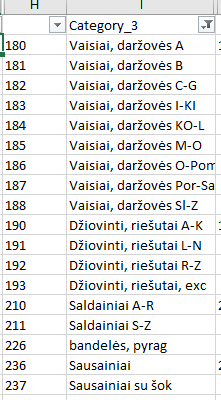 H I
Category_3
180 Vaisiai, daržovės A
181 Vaisiai, daržovės B
182 Vaisiai, daržovės C-G
183 Vaisiai, daržovės I-KI
184 Vaisiai, daržovės KO-L
185 Vaisiai, daržovės M-O
186 Vaisiai, daržovės O-Pom
187 Vaisiai, daržovės Por-Sa
188 Vaisiai, daržovės Sl-Z
190 Džiovinti, riešutai A-K
191 Džiovinti, riešutai L-N
192 Džiovinti, riešutai R-Z
193 Džiovinti, riešutai, exc
210 Saldainiai A-R
211 Saldainiai S-Z
226 bandelės, pyrag
236 Sausainiai
237 Sausainiai su šok